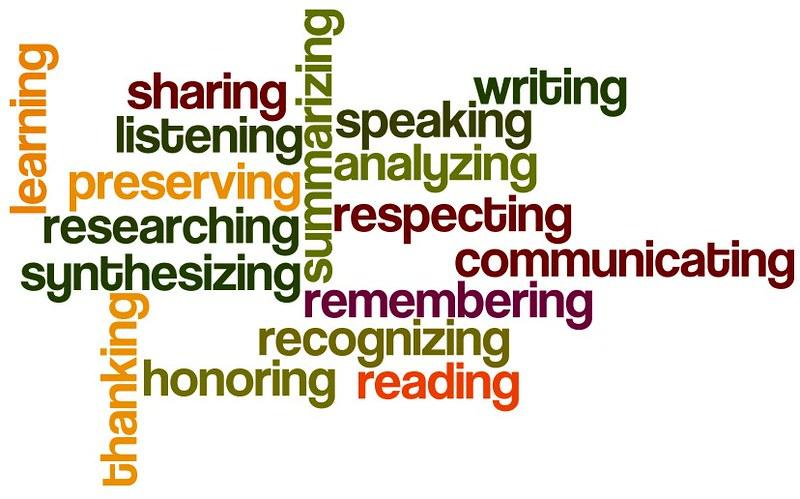 learning
summarizing
sharing
writing
listening
speaking
analyzing
preserving
respecting
researching
communicating
synthesizing
remembering
thanking
recognizing
honoring
reading